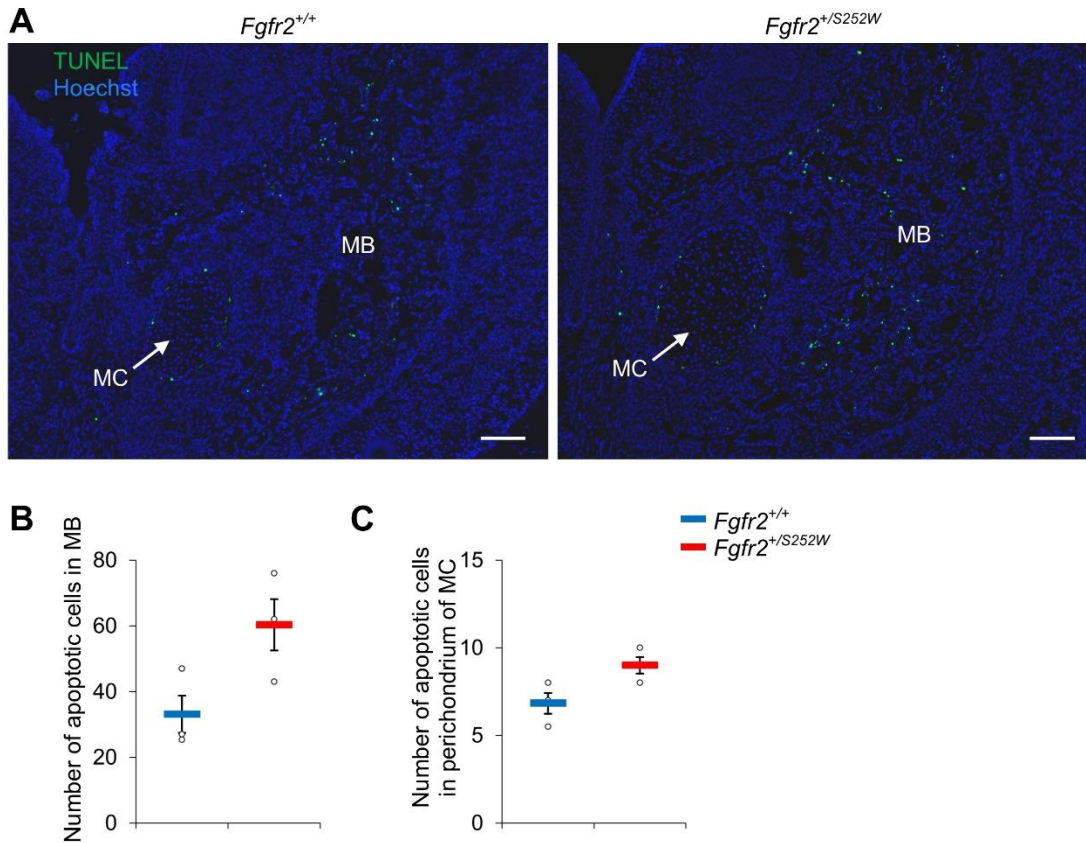 A
Fgfr2+/+
Fgfr2+/S252W
TUNEL
Hoechst
MB
MC
MB
MC
B
Number of apoptotic cells in MB
80
60
40
20
0
C
Number of apoptotic cells
in perichondrium of MC
15
10
5
0
Fgfr2+/+
Fgfr2+/S252W